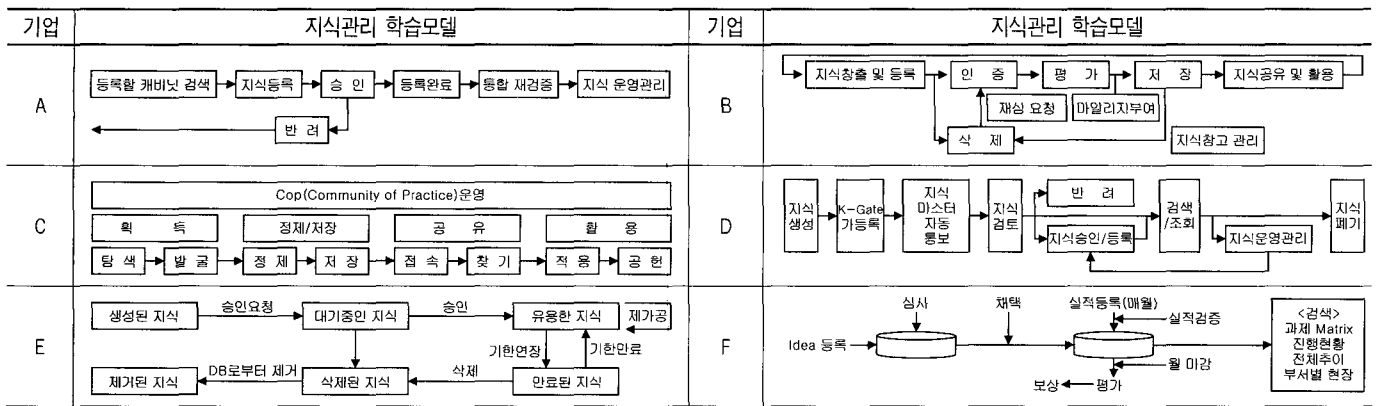 기업
지식관리 학습모델
기업
지식관리 학습모델
A
등록할 캐비닛 검색
지식등록
승 인
등록완료
통합 재검증
지식 운영관리
반 려
B
지식창출 및 등록
인 증
평 가
저 장
지식공유 및 활용
재심 요청
마일리지부여
삭 제
지식창고 관리
C
Cop(Community of Practice)운영
획 득
정제/저장
공 유
활 용
탐 색
발 굴
정 제
저 장
접 속
찾 기
적 용
공 헌
D
지식
생성
K-Gate
가등록
지식
마스터
자동
통보
지식
검토
반 려
지식승인/등록
검색
/조회
지식운영관리
지식
폐기
E
생성된 지식
승인요청
대기중인 지식
승인
유용한 지식
제가공
기한연장
기한만료
제거된 지식
DB로부터 제거
삭제된 지식
삭제
만료된 지식
F
심사
채택
실적등록(매월)
실적검증
Idea 등록
월 마감
보상
평가
<검색>
과제 Matrix
진행현황
전체추이
부서별 현장